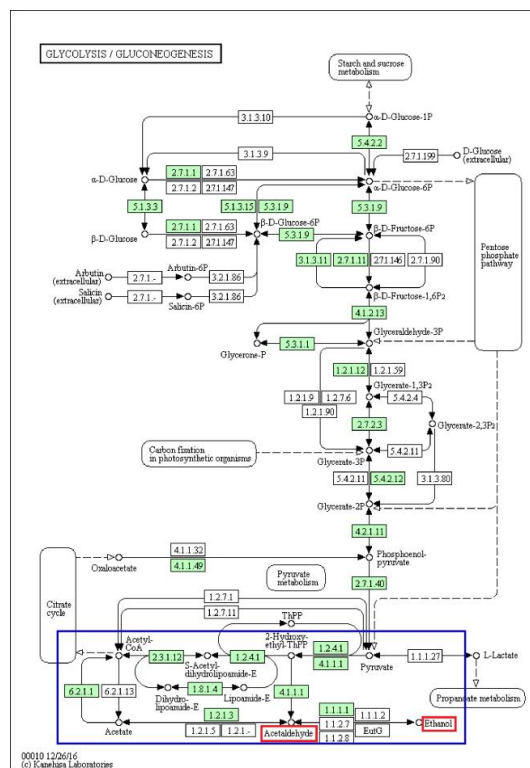 GLYCOLYSIS / GLUCONEOGENESIS
Starch and sucrose
metabolism
3.1.3.10
α-D-Glucose-1P
5.4.2.2
3.1.3.9
D-Glucose
(extracellular)
2.7.1.199
2.7.1.1
2.7.1.63
α-D-Glucose
2.7.1.2
2.7.1.147
α-D-Glucose-6P
5.1.3.3
5.1.3.15
5.3.1.9
5.3.1.9
Pentose
phosphate
pathway
2.7.1.1
2.7.1.63
β-D-Glucose-6P
β-D-Fructose-6P
β-D-Glucose
2.7.1.2
2.7.1.147
5.3.1.9
3.1.3.11
2.7.1.11
2.7.1.146
2.7.1.90
Arbutin
(extracellular)
2.7.1.-
Arbutin-6P
3.2.1.86
Salicin
(extracellular)
2.7.1.-
Salicin-6P
3.2.1.86
β-D-Fructose-1,6P2
4.1.2.13
Glyceraldehyde-3P
Glycerone-P
5.3.1.1
1.2.1.12
1.2.1.59
1.2.1.9
1.2.7.6
1.2.1.90
Glycerate-1,3P2
5.4.2.4
2.7.2.3
Glycerate-2,3P2
Carbon fixation
in photosynthetic organisms
Glycerate-3P
5.4.2.11
5.4.2.11
5.4.2.12
3.1.3.80
Glycerate-2P
4.2.1.11
4.1.1.32
Oxaloacetate
4.1.1.49
Phosphoenol-
pyruvate
Pyruvate
metabolism
2.7.1.40
Citrate
cycle
1.2.7.1
1.2.7.11
ThPP
Acetyl-
CoA
2-Hydroxy-
ethyl-ThPP
2.3.1.12
1.2.4.1
1.2.4.1
S-Acetyl-
dihydrolipoamide-E
4.1.1.1
Pyruvate
1.1.1.27
L-Lactate
6.2.1.1
6.2.1.13
1.8.1.4
4.1.1.1
Dihydro-
lipoamide-E
Lipoamide-E
Propanoate metabolism
1.2.1.3
1.1.1.1
1.1.1.2
Acetate
1.1.2.7
Ethanol
1.2.1.5
1.2.1.-
Acetaldehyde
EutG
1.1.2.8
00010 12/26/16
(c) Kanehisa Laboratories